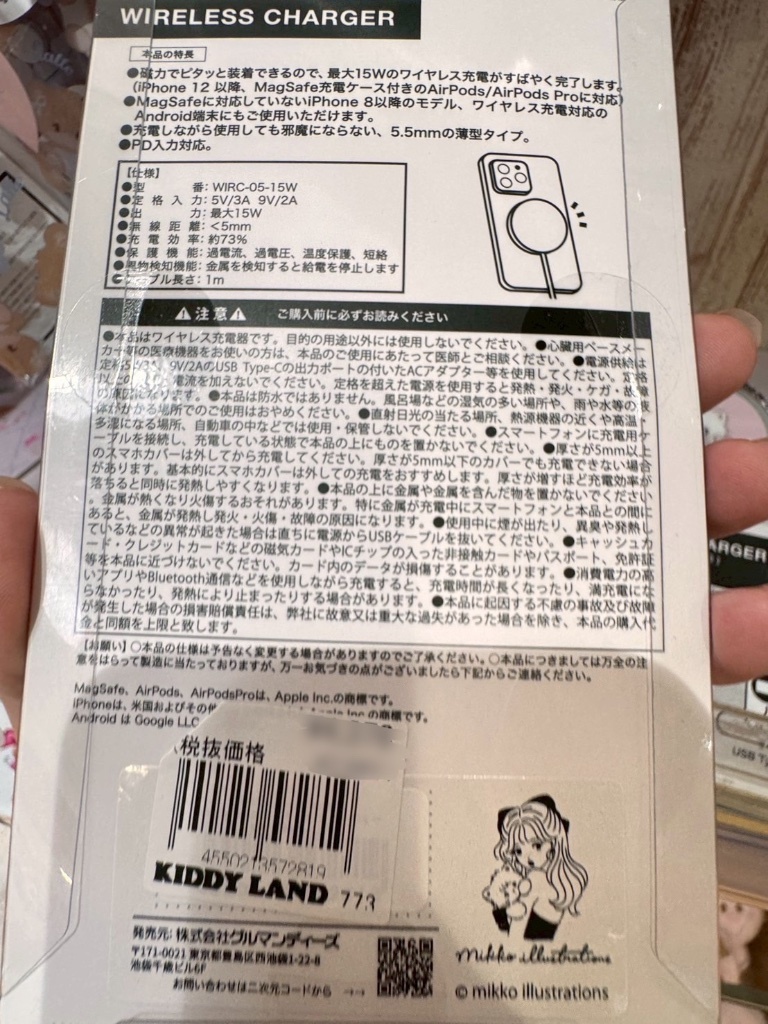 WIRELESS CHARGER
本品の特長
●磁力でピタッと装着できるので、最大15Wのワイヤレス充電がすばやく完了します。
(iPhone 12 以降、MagSafe充電ケース付きのAirPods/AirPods Proに対応)
●MagSafeに対応していないiPhone 8以降のモデル、ワイヤレス充電対応の
Android端末にもご使用いただけます。
●充電しながら使用しても邪魔にならない、5.5mmの薄型タイプ。
●PD入力対応。
【仕様】
●型番：WIRC-05-15W
●定格入力：5V/3A 9V/2A
●出力：最大15W
●無線距離：<5mm
●充電効率：約73%
●保護機能：過電流、過電圧、温度保護、短絡
●異物検知機能：金属を検知すると給電を停止します
ケーブル長さ：1m
⚠注意⚠ ご購入前に必ずお読みください
●本品はワイヤレス充電器です。目的の用途以外には使用しないでください。●心臓用ペースメー
カー等の医療機器をお使いの方は、本品のご使用にあたって医師とご相談ください。●電源供給は
定格5V/3A、9V/2AのUSB Type-Cの出力ポートの付いたACアダプター等を使用してください。定格
以上の 電流を加えないでください。定格を超えた電源を使用すると発熱・発火・ケガ・故障
の原因になります。●本品は防水ではありません。風呂場などの湿気の多い場所や、雨や水等の液
体がかかる場所でのご使用はおやめください。●直射日光の当たる場所、熱源機器の近くや高温・
多湿になる場所、自動車の中などでは使用・保管しないでください。●スマートフォンに充電用ケ
ーブルを接続し、充電している状態で本品の上にものを置かないでください。●厚さが5mm以上
のスマホカバーは外してから充電してください。厚さが5mm以下のカバーでも充電できない場合
があります。基本的にスマホカバーは外しての充電をおすすめします。厚さが増すほど充電効率が
落ちると同時に発熱しやすくなります。●本品の上に金属や金属を含んだ物を置かないでください
。金属が熱くなり火傷するおそれがあります。特に金属が充電中にスマートフォンと本品との間に
あると、金属が発熱し発火・火傷・故障の原因になります。●使用中に煙が出たり、異臭や発熱し
ているなどの異常が起きた場合は直ちに電源からUSBケーブルを抜いてください。●キャッシュカ
ード・クレジットカードなどの磁気カードやICチップの入った非接触カードやパスポート、免許証
等を本品に近づけないでください。カード内のデータが損傷することがあります。●消費電力の高
いアプリやBluetooth通信などを使用しながら充電すると、充電時間が長くなったり、満充電にな
らなかったり、発熱により止まったりする場合があります。●本品に起因する不慮の事故及び故障
が発生した場合の損害賠償責任は、弊社に故意又は重大な過失があった場合を除き、本品の購入代
金と同額を上限と致します。
【お願い】○本品の仕様は予告なく変更する場合がありますのでご了承ください。○本品につきましては万全の注
意をはらって製造に当たっておりますが、万一お気づきの点がございましたら下記からご連絡ください。
MagSafe、AirPods、AirPodsProは、Apple Inc.の商標です。
iPhoneは、米国およびその他 Apple Inc.の商標です。
Android は Google LLC
税抜価格
4550213572819
KIDDY LAND 773
発売元：株式会社グルマンディーズ
〒171-0021 東京都豊島区西池袋1-22-8
池袋千歳ビル6F
お問い合わせは二次元コードから →→
Mikko illustrations
© mikko illustrations
ARGER
USB Ty